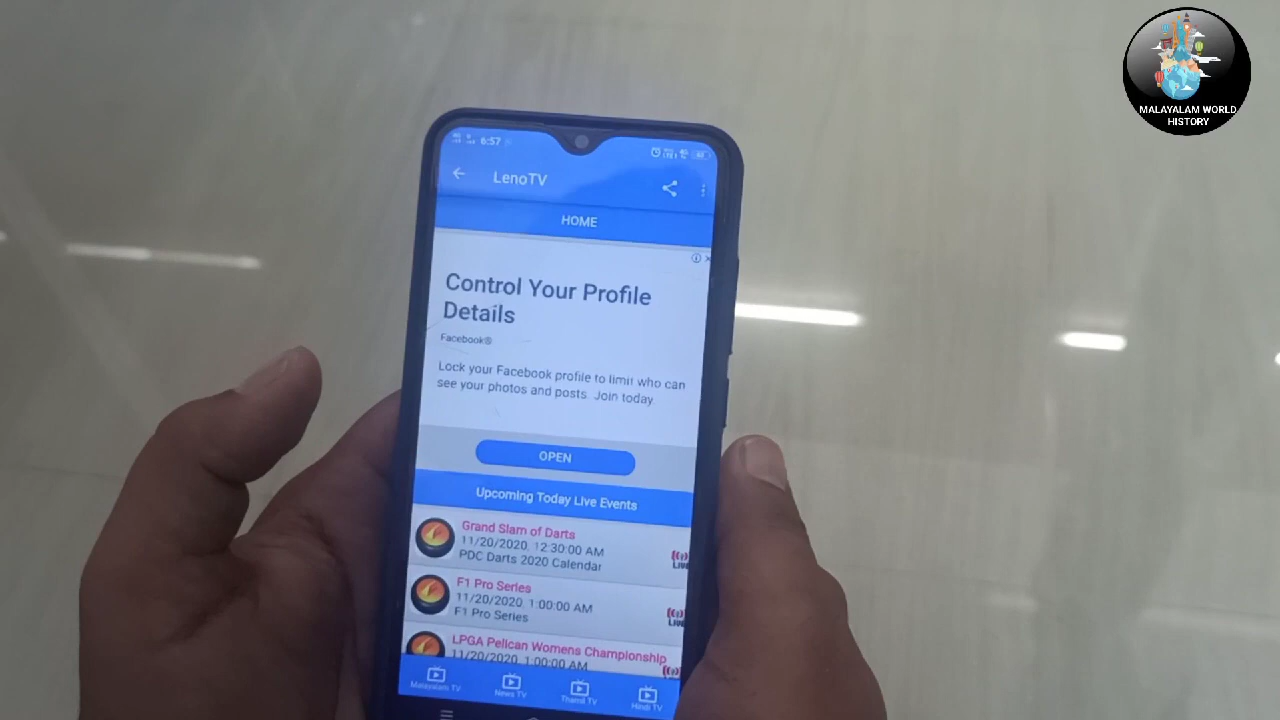 MALAYALAM WORLD
HISTORY
6:57
LenoTV
HOME
Control Your Profile
Details
Facebook®
Lock your Facebook profile to limit who can
see your photos and posts. Join today.
OPEN
Upcoming Today Live Events
Grand Slam of Darts
11/20/2020, 12:30:00 AM
PDC Darts 2020 Calendar
LIVE
F1 Pro Series
11/20/2020, 1:00:00 AM
F1 Pro Series
LIVE
LPGA Pelican Womens Championship
11/20/2020, 1:00:00 AM
Malayalam TV
News TV
Thamil TV
Hindi TV